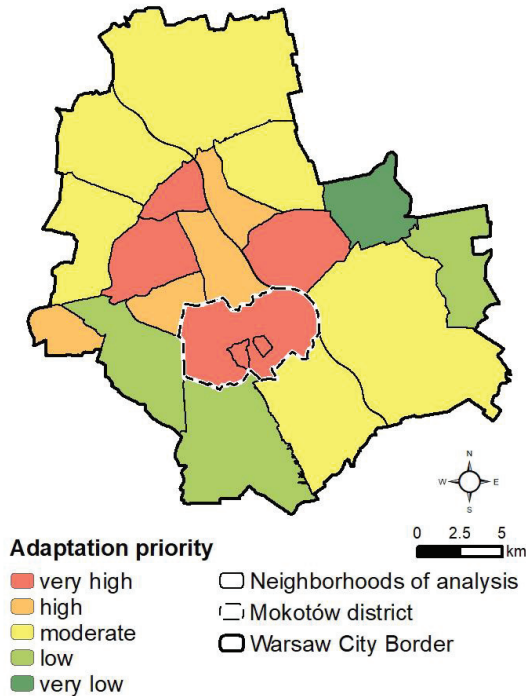 N
W E
S
0 2.5 5
km
Adaptation priority
very high
high
moderate
low
very low
Neighborhoods of analysis
Mokotów district
Warsaw City Border